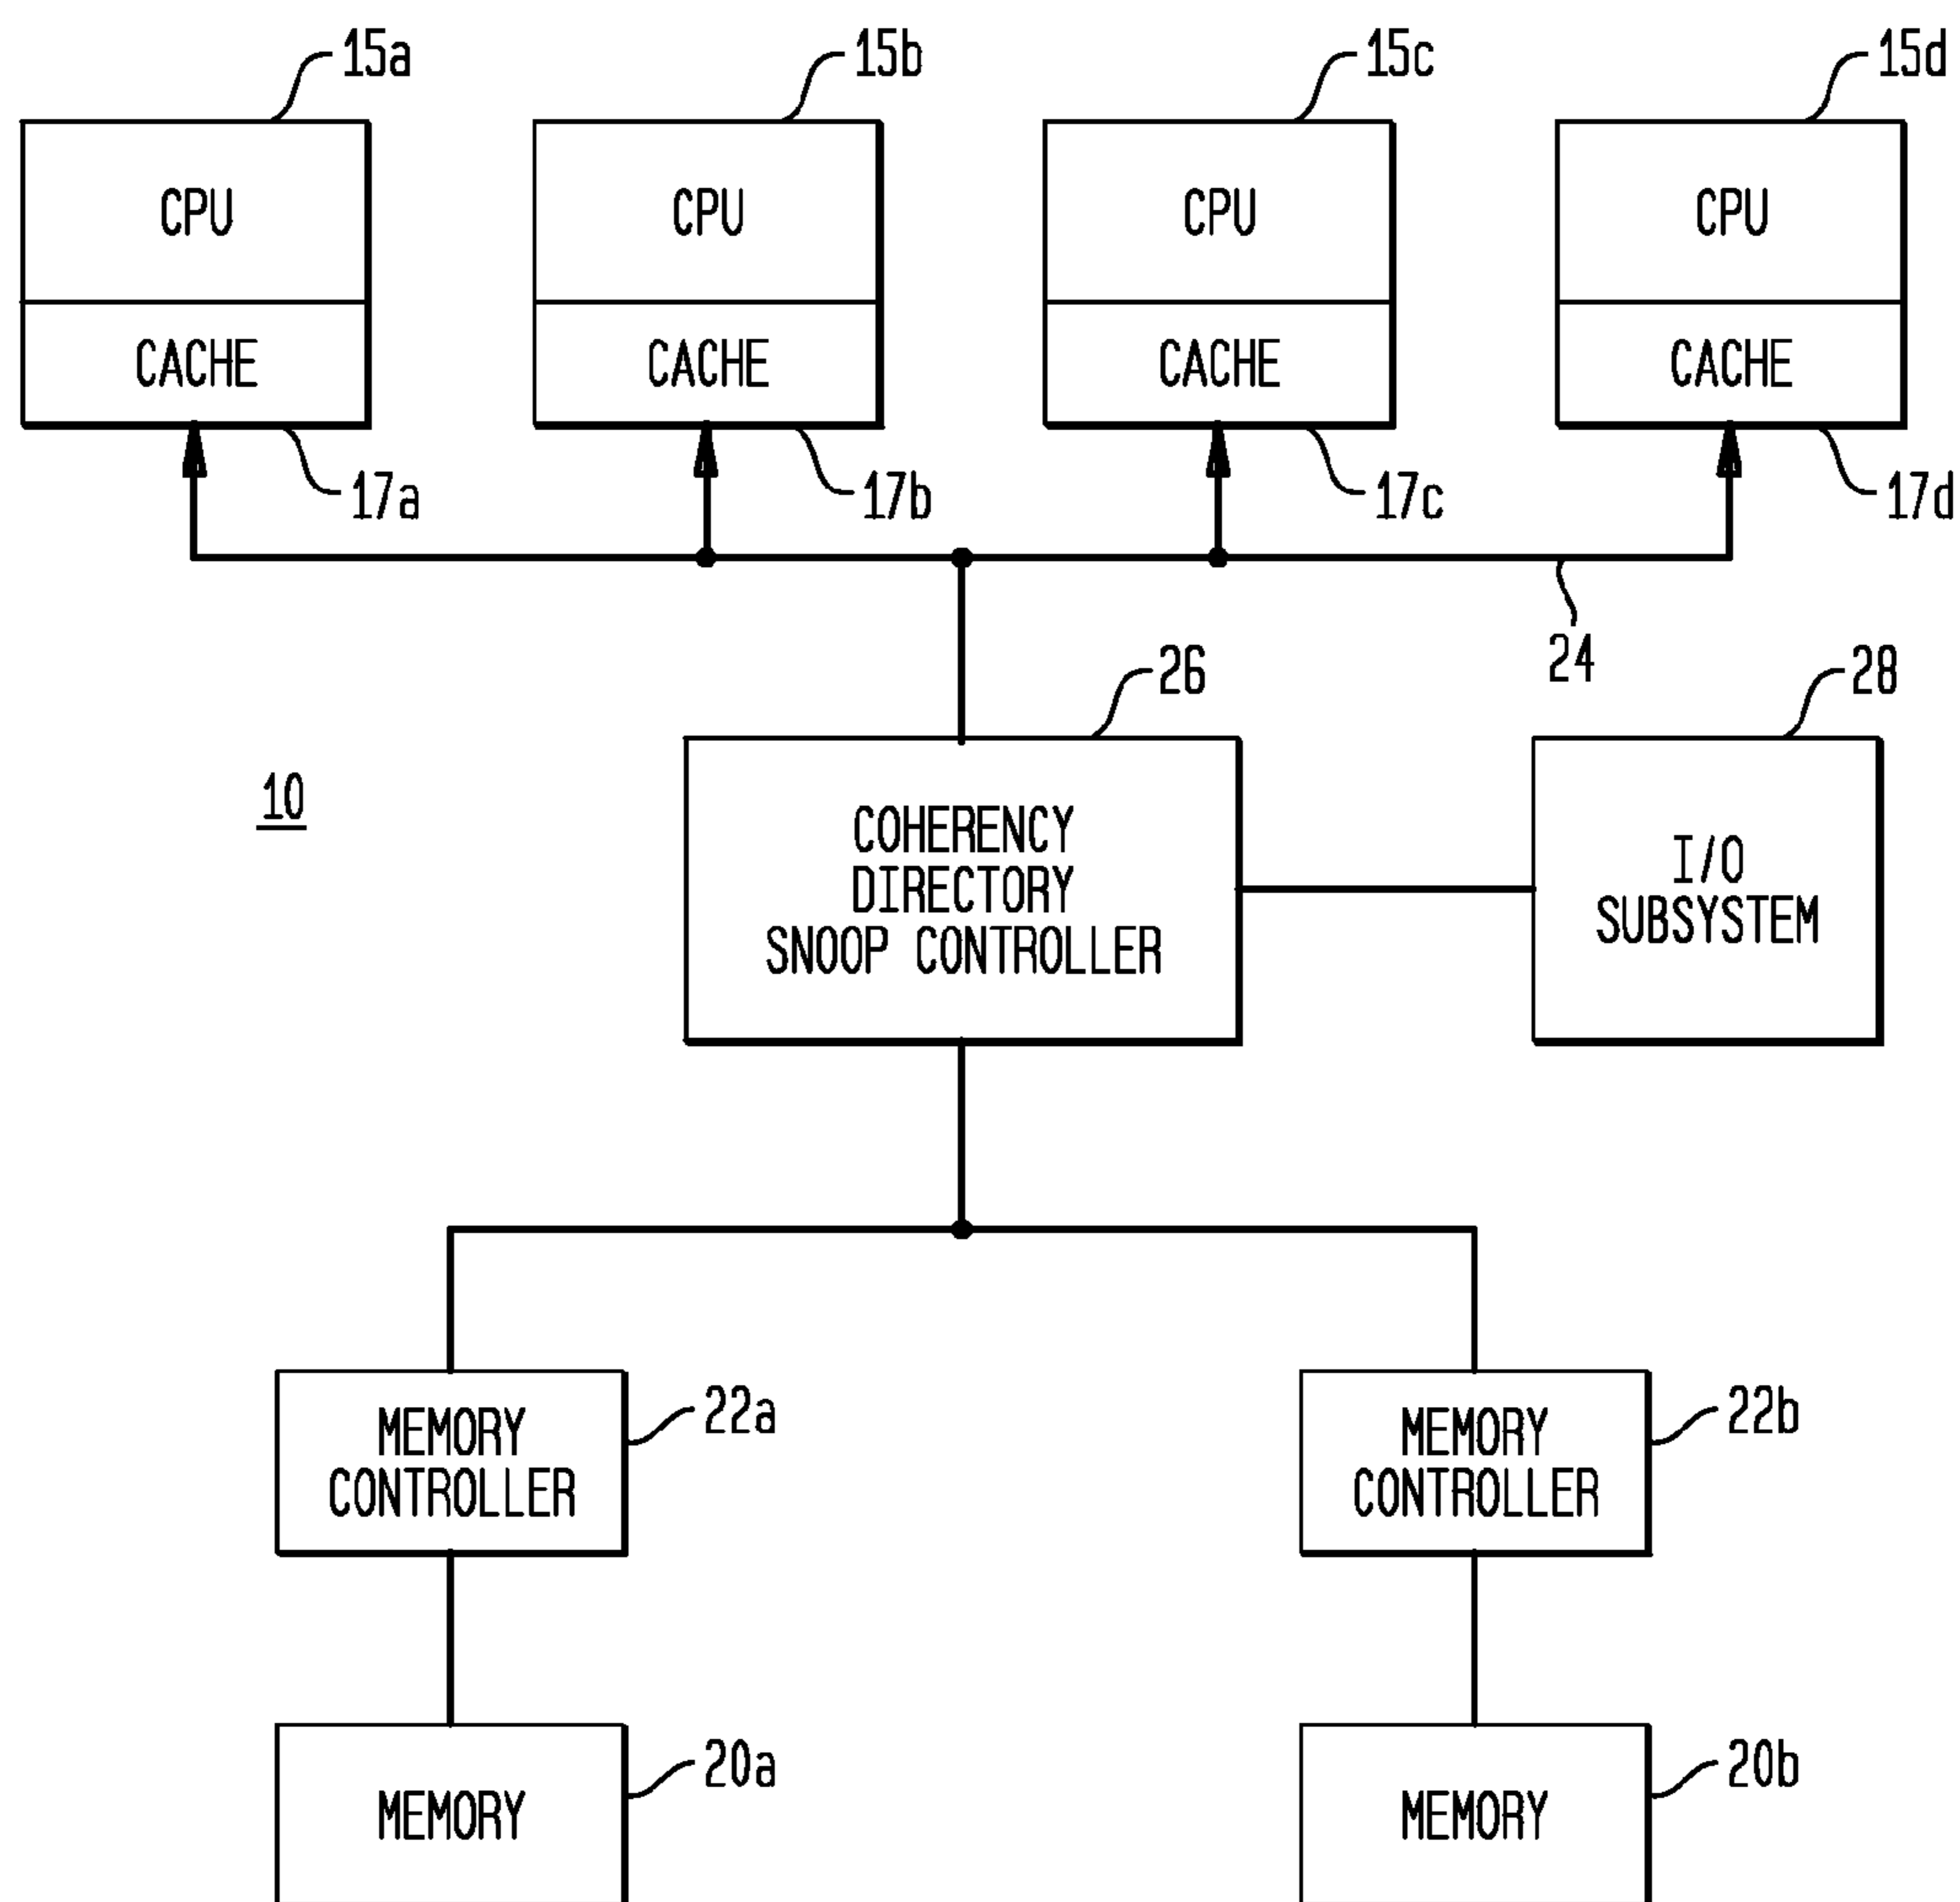 15a
15b
15c
15d
CPU
CPU
CPU
CPU
CACHE
CACHE
CACHE
CACHE
17a
17b
17c
17d
24
26
28
10
COHERENCY
DIRECTORY
SNOOP CONTROLLER
I/O
SUBSYSTEM
MEMORY
CONTROLLER
22a
MEMORY
CONTROLLER
22b
MEMORY
20a
MEMORY
20b